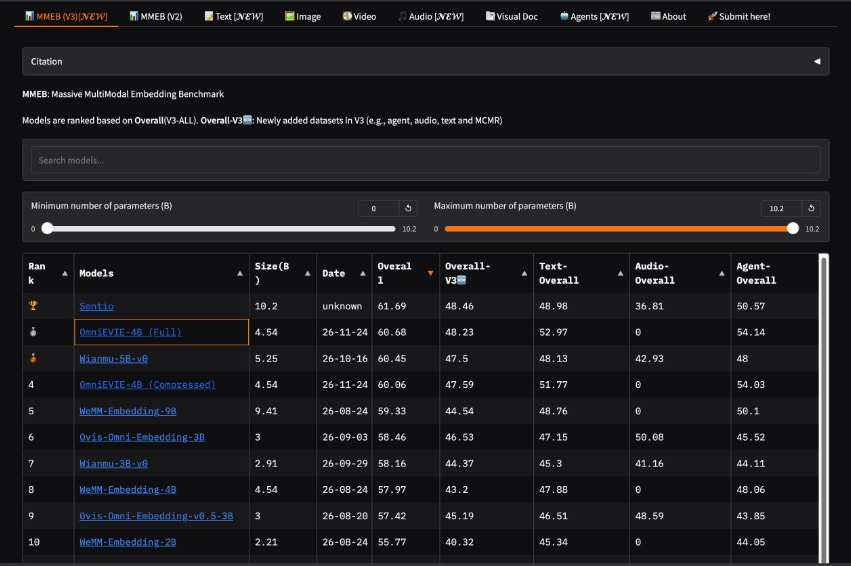 📊 MMEB (V3)[𝓝𝓔𝓦] 📊 MMEB (V2) 📝 Text [𝓝𝓔𝓦] 🖼️ Image Video 🎵 Audio [𝓝𝓔𝓦] Visual Doc 🤖 Agents [𝓝𝓔𝓦] 📰 About 🚀 Submit here!
Citation ◀
MMEB: Massive MultiModal Embedding Benchmark
Models are ranked based on Overall(V3-ALL). Overall-V3🆕: Newly added datasets in V3 (e.g., agent, audio, text and MCMR)
Search models...
Minimum number of parameters (B) 0 Maximum number of parameters (B) 10.2
0 10.2 0 10.2
Rank Models Size(B) Date Overall Overall-V3🆕 Text-Overall Audio-Overall Agent-Overall
🏆 Sentio 10.2 unknown 61.69 48.46 48.98 36.81 50.57
🥈 OmniEVIE-4B (Full) 4.54 26-11-24 60.68 48.23 52.97 0 54.14
🥉 Wianmu-5B-v0 5.25 26-10-16 60.45 47.5 48.13 42.93 48
4 OmniEVIE-4B (Compressed) 4.54 26-11-24 60.06 47.59 51.77 0 54.03
5 WeMM-Embedding-9B 9.41 26-08-24 59.33 44.54 48.76 0 50.1
6 Ovis-Omni-Embedding-3B 3 26-09-03 58.46 46.53 47.15 50.08 45.52
7 Wianmu-3B-v0 2.91 26-09-29 58.16 44.37 45.3 41.16 44.11
8 WeMM-Embedding-4B 4.54 26-08-24 57.97 43.2 47.88 0 48.06
9 Ovis-Omni-Embedding-v0.5-3B 3 26-08-20 57.42 45.19 46.51 48.59 43.85
10 WeMM-Embedding-2B 2.21 26-08-24 55.77 40.32 45.34 0 44.05